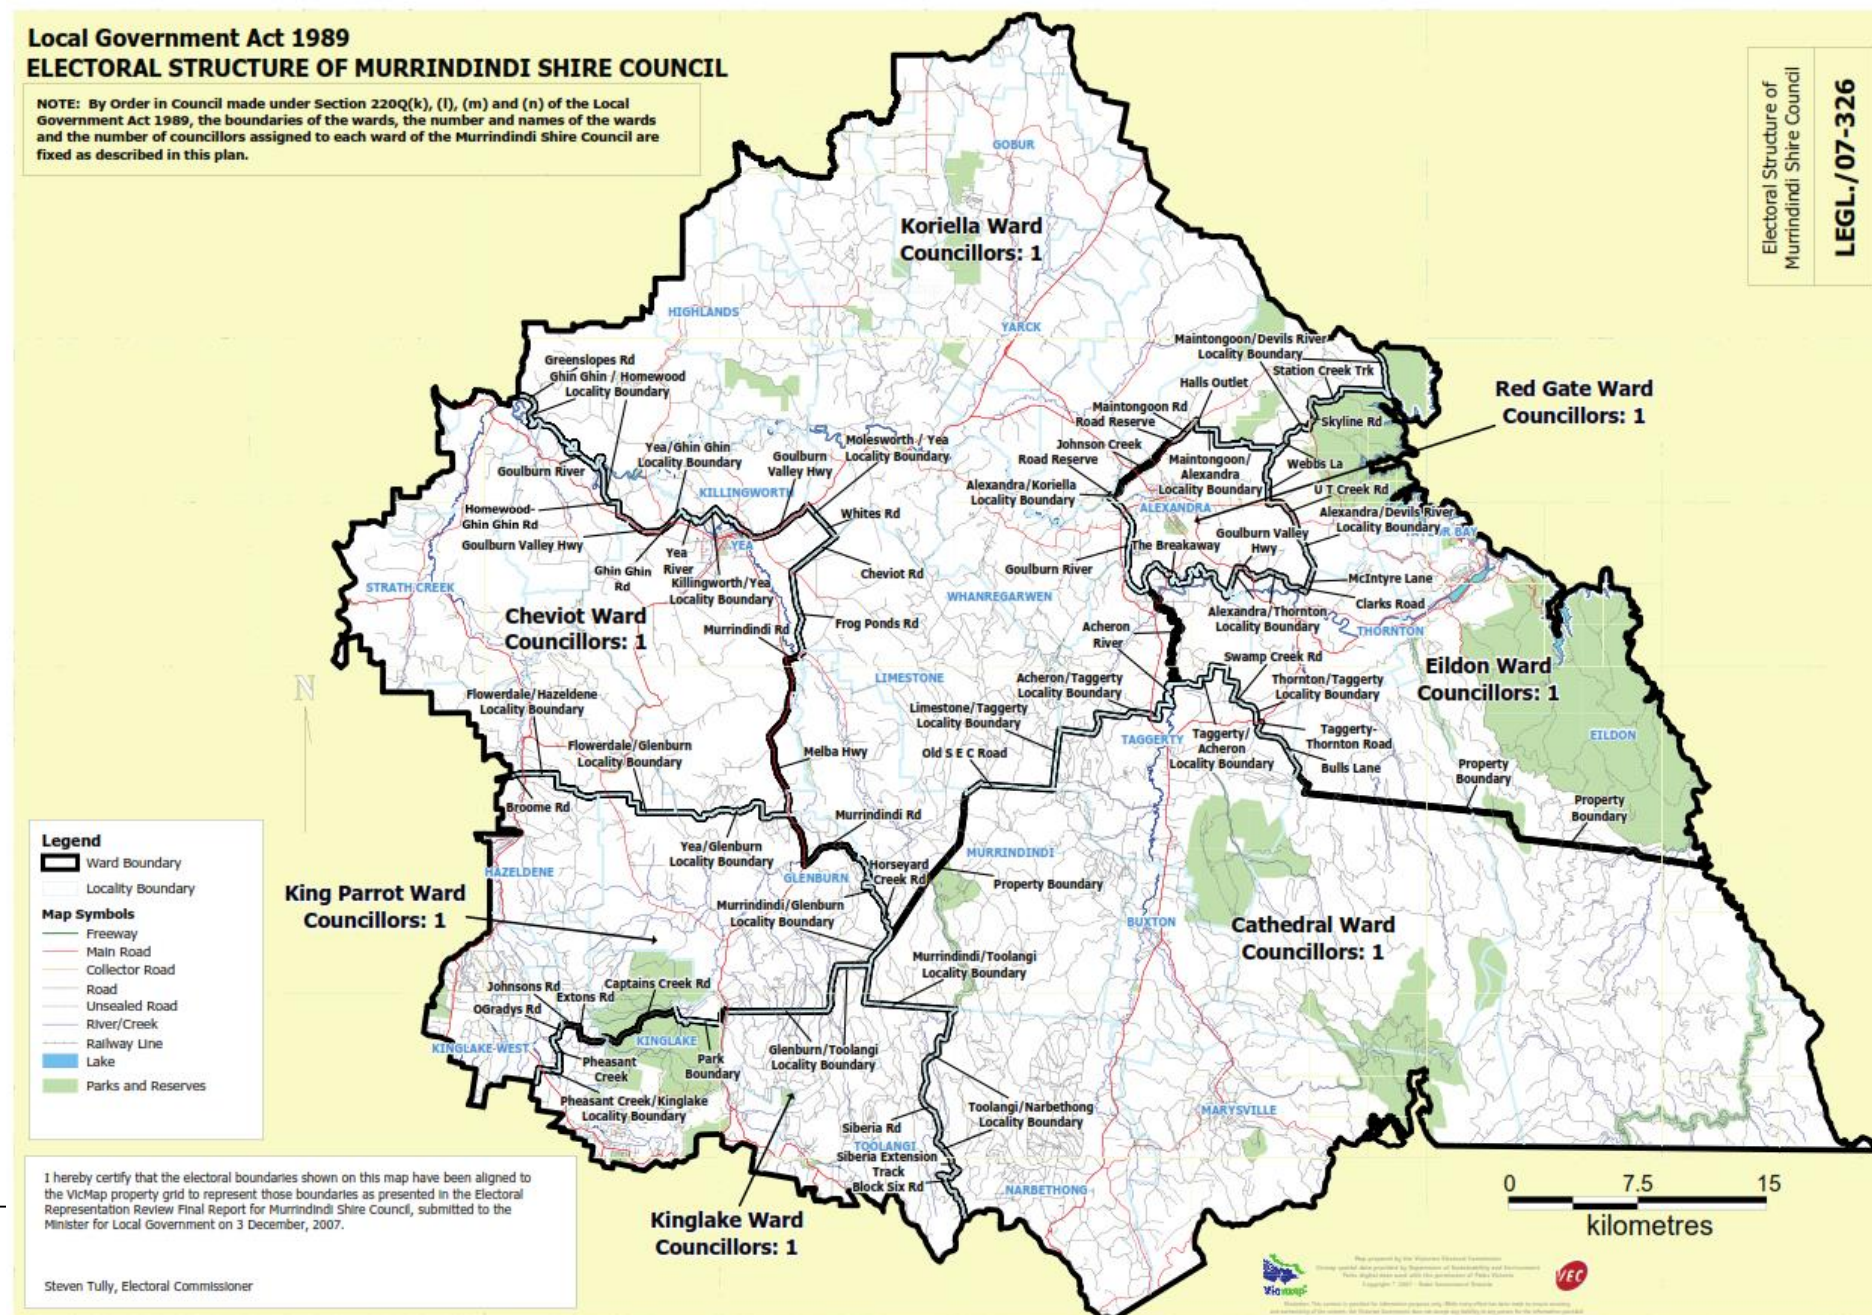 Local Government Act 1989
ELECTORAL STRUCTURE OF MURRINDINDI SHIRE COUNCIL
NOTE: By Order in Council made under Section 220Q(k), (l), (m) and (n) of the Local
Government Act 1989, the boundaries of the wards, the number and names of the wards
and the number of councillors assigned to each ward of the Murrindindi Shire Council are
fixed as described in this plan.
Electoral Structure of
Murrindindi Shire Council
LEGL./07-326
GOBUR
Koriella Ward
Councillors: 1
HIGHLANDS
YARCK
Maintongoon/Devils River
Locality Boundary
Station Creek Trk
Greenslopes Rd
Ghin Ghin / Homewood
Locality Boundary
Halls Outlet
Red Gate Ward
Councillors: 1
Maintongoon Rd
Road Reserve
Skyline Rd
Johnson Creek
Road Reserve
Yea/Ghin Ghin
Locality Boundary
Goulburn
Valley Hwy
Molesworth / Yea
Locality Boundary
Goulburn River
Maintongoon/
Alexandra
Locality Boundary
Webbs La
Alexandra/Koriella
Locality Boundary
U T Creek Rd
KILLINGWORTH
Homewood-
Ghin Ghin Rd
Whites Rd
ALEXANDRA
Alexandra/Devils River
Locality Boundary
Goulburn Valley Hwy
YEA
Yea
River
The Breakaway
Goulburn Valley
Hwy
Ghin Ghin
Rd
Killingworth/Yea
Locality Boundary
Cheviot Rd
Goulburn River
McIntyre Lane
STRATH CREEK
WHANREGARWEN
Clarks Road
Cheviot Ward
Councillors: 1
Murrindindi Rd
Frog Ponds Rd
Acheron
River
Alexandra/Thornton
Locality Boundary
THORNTON
Swamp Creek Rd
Eildon Ward
Councillors: 1
LIMESTONE
Acheron/Taggerty
Locality Boundary
Thornton/Taggerty
Locality Boundary
Flowerdale/Hazeldene
Locality Boundary
Limestone/Taggerty
Locality Boundary
EILDON
TAGGERTY
Taggerty/
Acheron
Locality Boundary
Taggerty-
Thornton Road
Flowerdale/Glenburn
Locality Boundary
Melba Hwy
Old S E C Road
Bulls Lane
Property
Boundary
Property
Boundary
Broome Rd
Murrindindi Rd
Yea/Glenburn
Locality Boundary
MURRINDINDI
Horseyard
Creek Rd
Property Boundary
HAZELDENE
GLENBURN
King Parrot Ward
Councillors: 1
Murrindindi/Glenburn
Locality Boundary
BUXTON
Cathedral Ward
Councillors: 1
Murrindindi/Toolangi
Locality Boundary
Johnsons Rd
Extons Rd
Captains Creek Rd
OGradys Rd
KINGLAKE WEST
KINGLAKE
Pheasant
Creek
Park
Boundary
Glenburn/Toolangi
Locality Boundary
Pheasant Creek/Kinglake
Locality Boundary
Toolangi/Narbethong
Locality Boundary
MARYSVILLE
Siberia Rd
TOOLANGI
Siberia Extension
Track
Block Six Rd
NARBETHONG
Kinglake Ward
Councillors: 1
N
Legend
Ward Boundary
Locality Boundary
Map Symbols
Freeway
Main Road
Collector Road
Road
Unsealed Road
River/Creek
Railway Line
Lake
Parks and Reserves
I hereby certify that the electoral boundaries shown on this map have been aligned to
the VicMap property grid to represent those boundaries as presented in the Electoral
Representation Review Final Report for Murrindindi Shire Council, submitted to the
Minister for Local Government on 3 December, 2007.
Steven Tully, Electoral Commissioner
0 7.5 15
kilometres
VEC